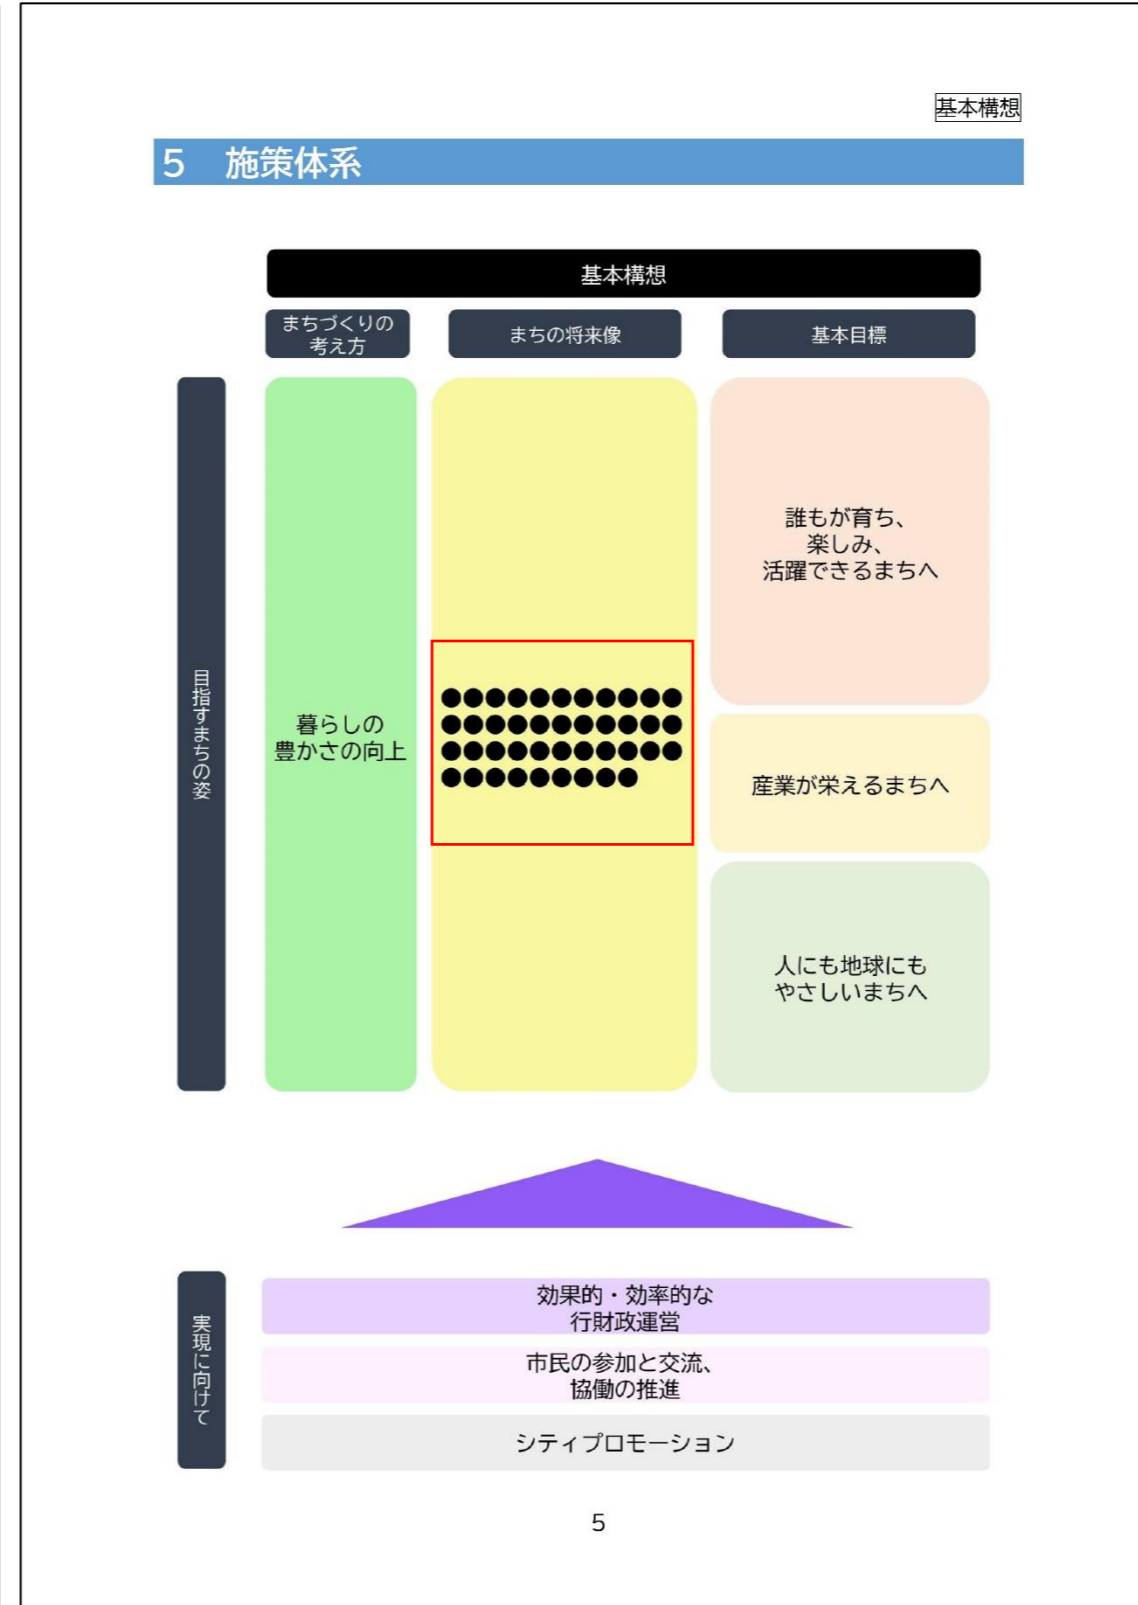 基本構想
5 施策体系
基本構想
まちづくりの
考え方
まちの将来像
基本目標
目指すまちの姿
暮らしの
豊かさの向上
●●●●●●●●●●●
●●●●●●●●●●●
●●●●●●●●●●●
●●●●●●●●●
誰もが育ち、
楽しみ、
活躍できるまちへ
産業が栄えるまちへ
人にも地球にも
やさしいまちへ
実現に向けて
効果的・効率的な
行財政運営
市民の参加と交流、
協働の推進
シティプロモーション
5